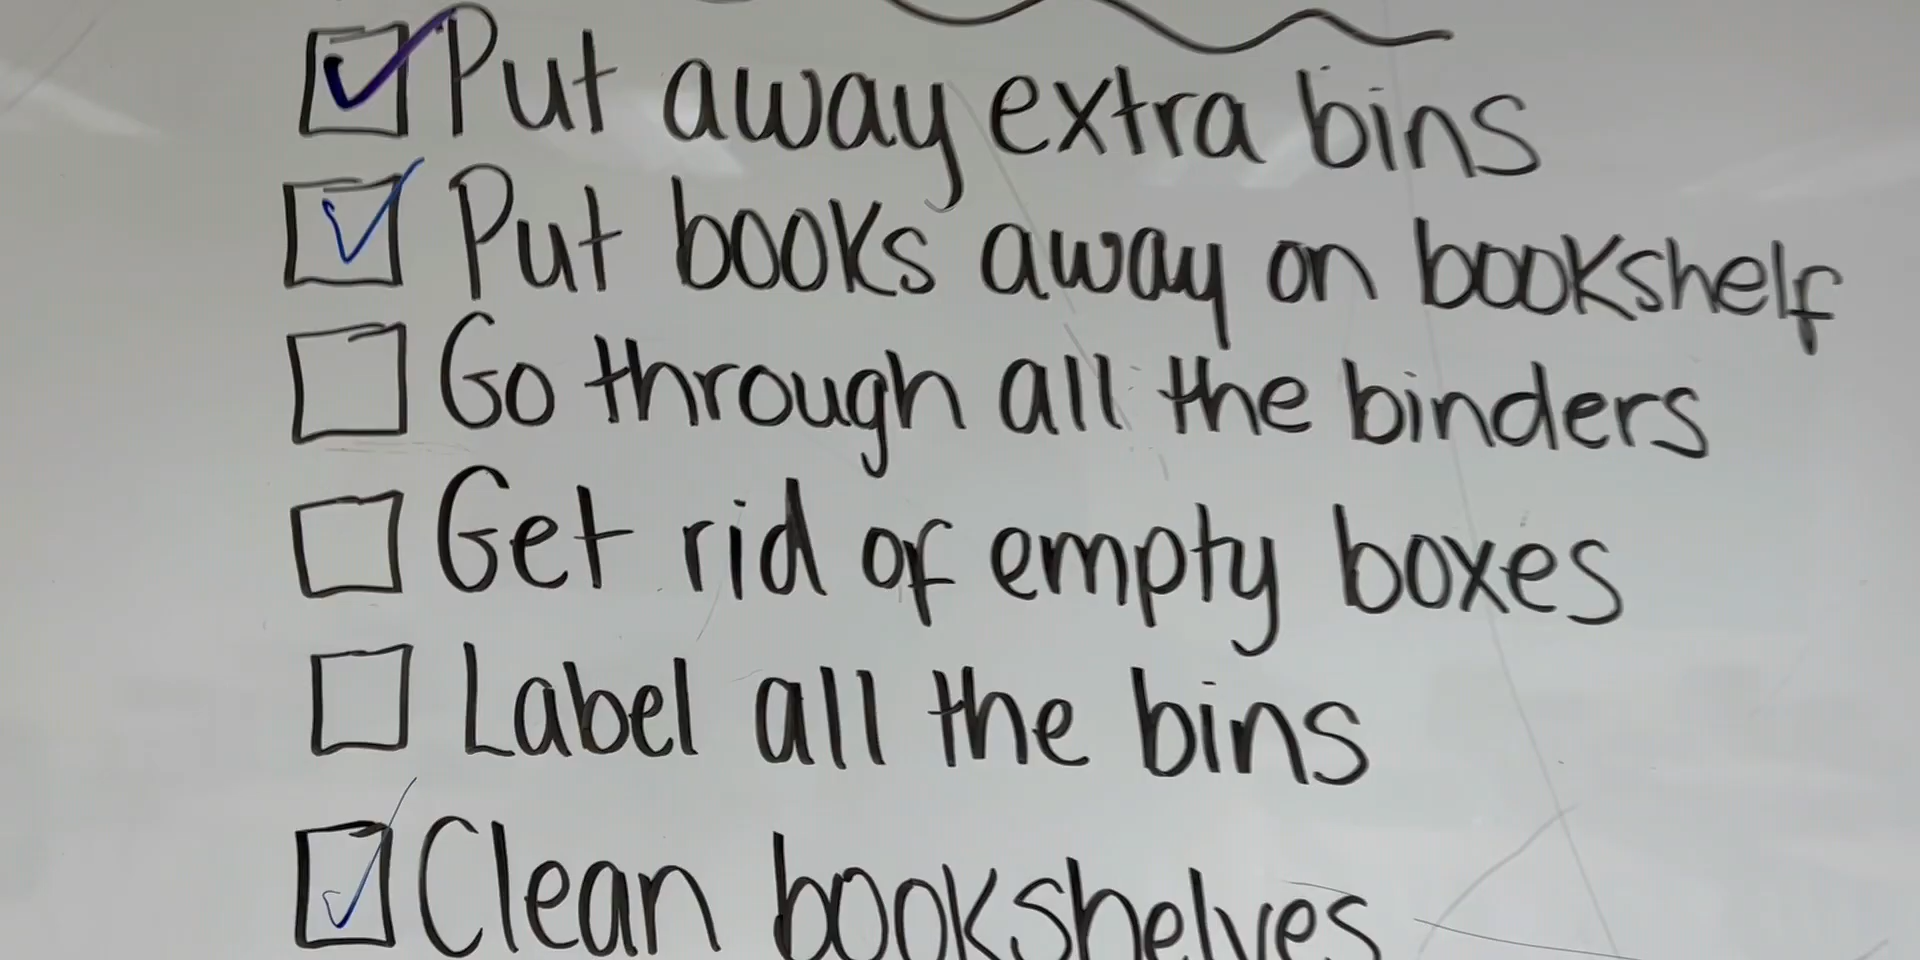 Put away extra bins
Put books away on bookshelf
Go through all the binders
Get rid of empty boxes
Label all the bins
Clean bookshelves